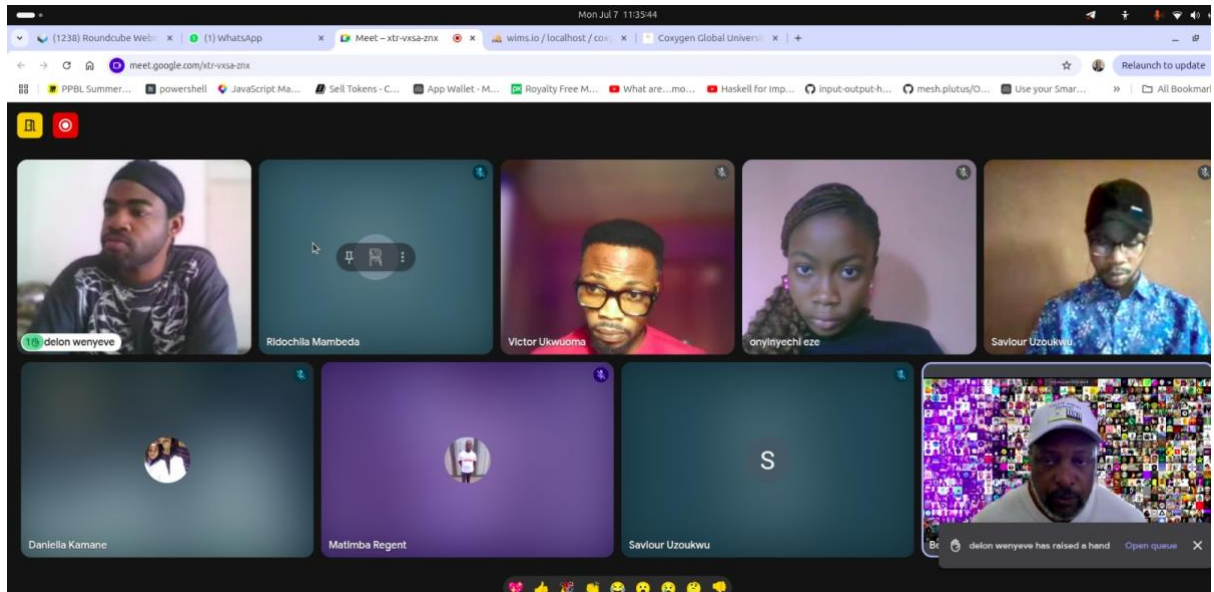 Mon Jul 7 11:35:44
(1238) Roundcube Webm
(1) WhatsApp
Meet – xtr-vxsa-znx
wims.io / localhost / cox
Coxygen Global Universi
meet.google.com/xtr-vxsa-znx
Relaunch to update
PPBL Summer...
powershell
JavaScript Ma...
Sell Tokens - C...
App Wallet - M...
Royalty Free M...
What are...mo...
Haskell for Imp...
input-output-h...
mesh.plutus/O...
Use your Smar...
All Bookmar
delon wenyeve
Ridochila Mambeda
Victor Ukwuoma
onyinyechi eze
Saviour Uzoukwu
S
Daniella Kamane
Matimba Regent
Saviour Uzoukwu
Be
delon wenyeve has raised a hand
Open queue